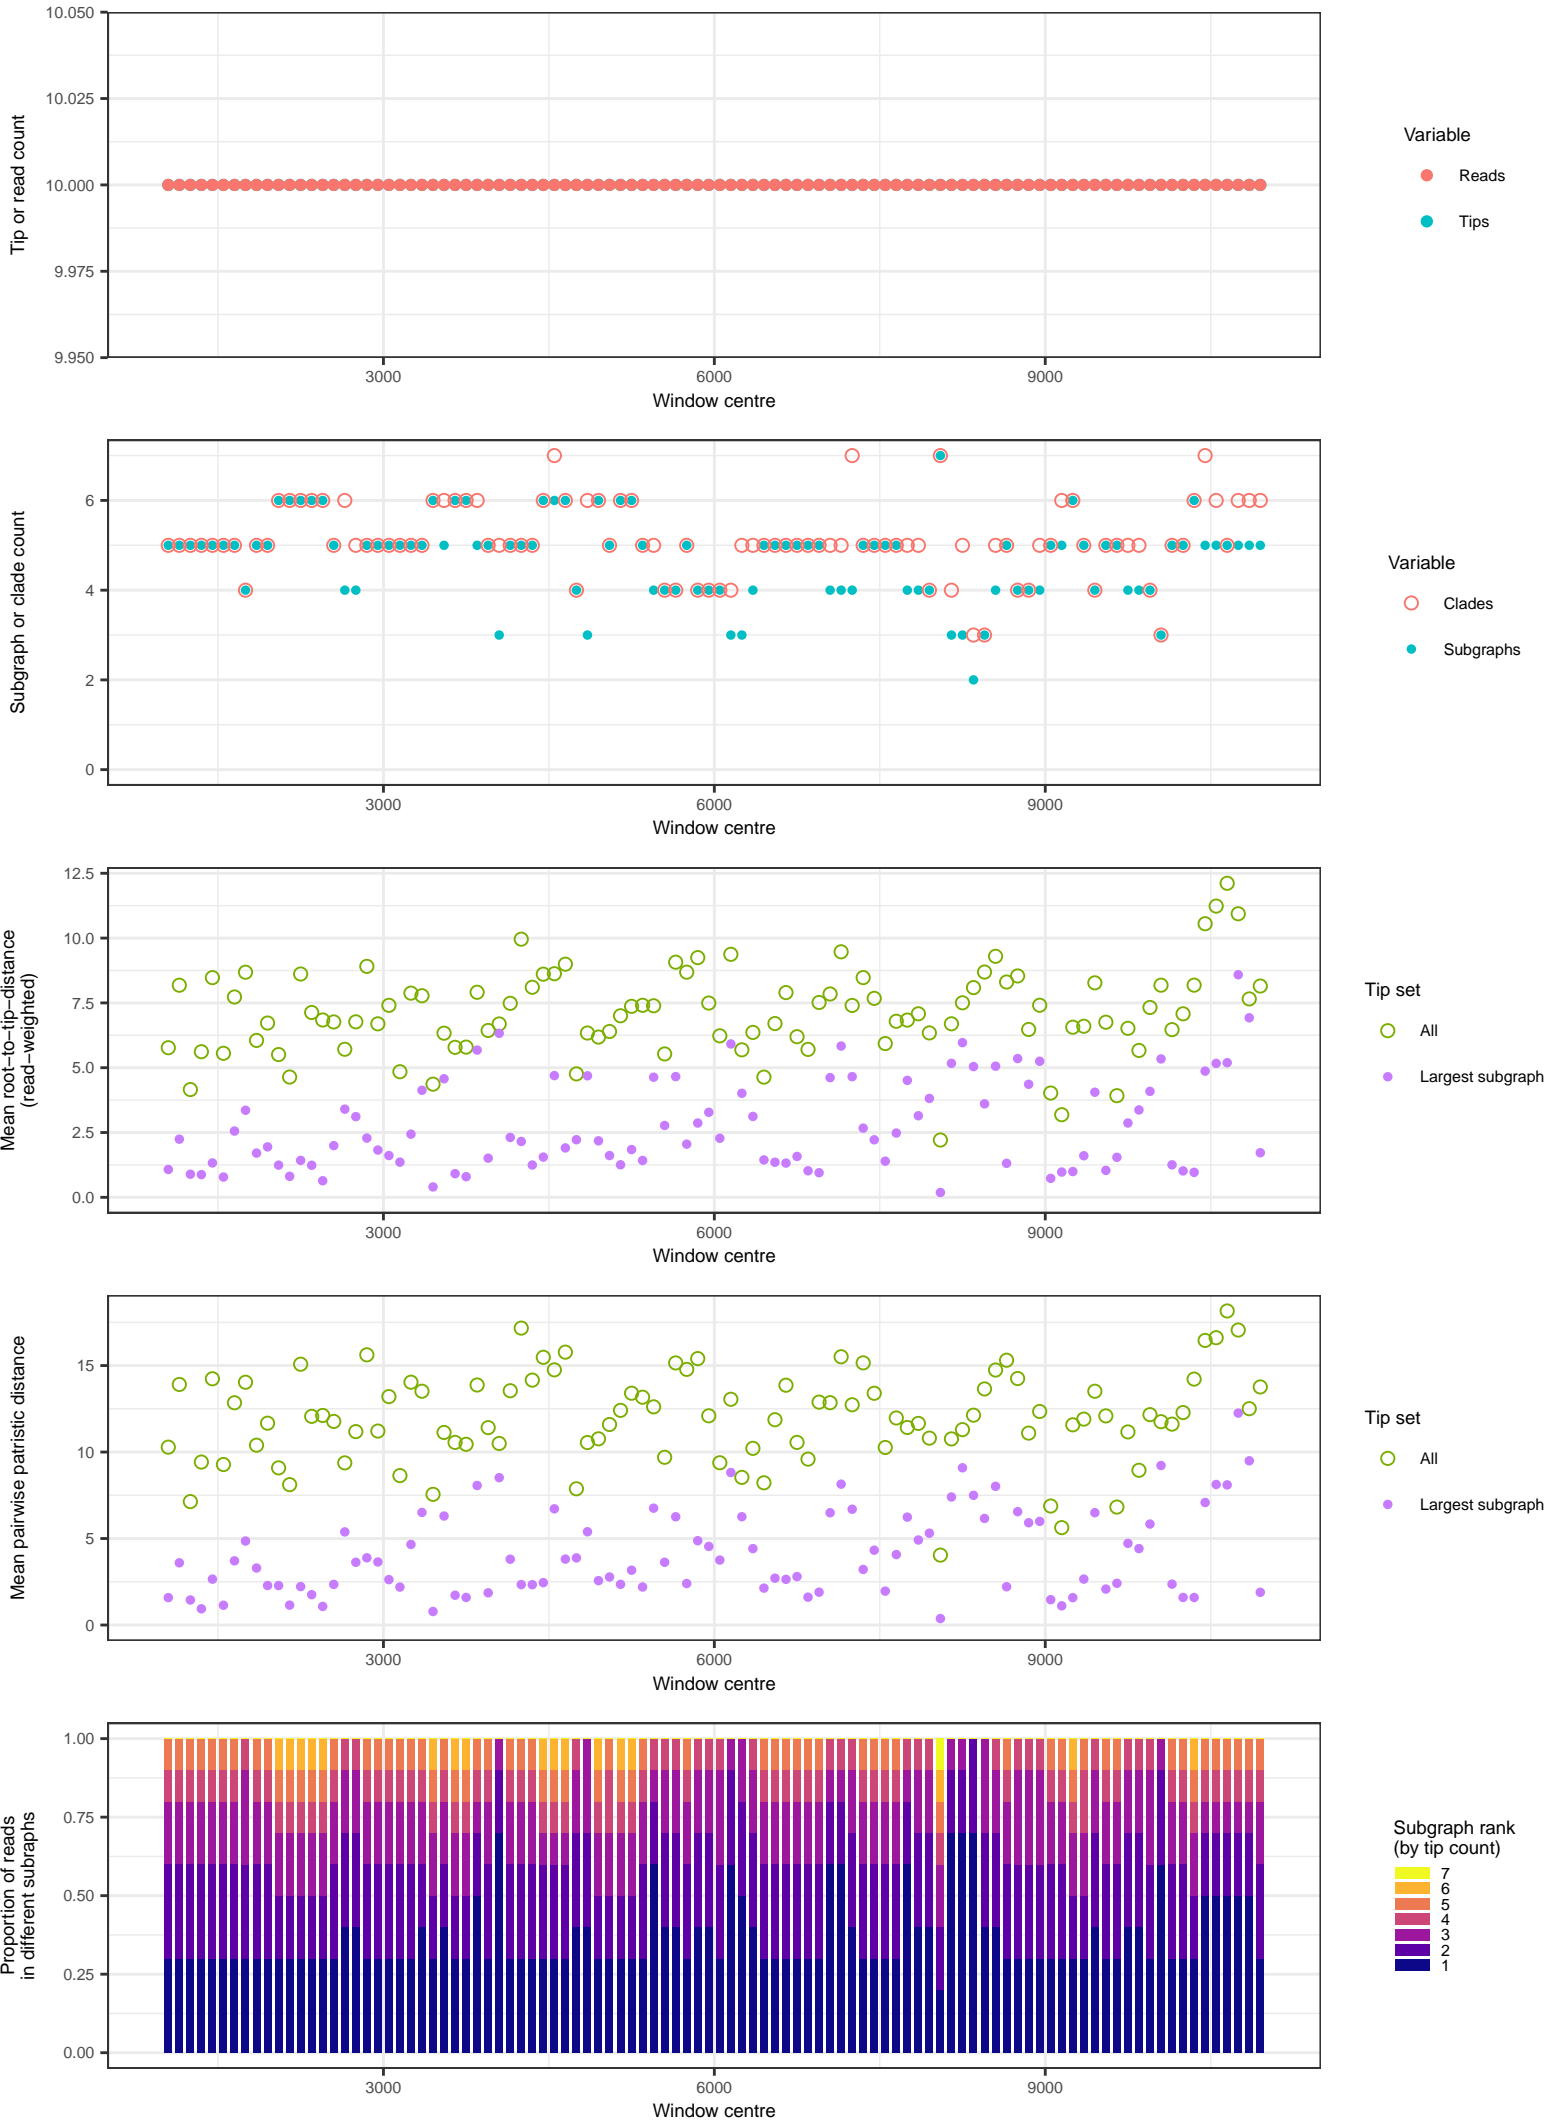 10.050
10.025
10.000
9.975
9.950
Tip or read count
3000 6000 9000
Window centre
Variable
Reads
Tips
6
4
2
0
Subgraph or clade count
3000 6000 9000
Window centre
Variable
Clades
Subgraphs
12.5
10.0
7.5
5.0
2.5
0.0
Mean root−to−tip−distance
(read−weighted)
3000 6000 9000
Window centre
Tip set
All
Largest subgraph
15
10
5
0
Mean pairwise patristic distance
3000 6000 9000
Window centre
Tip set
All
Largest subgraph
1.00
0.75
0.50
0.25
0.00
Proportion of reads
in different subraphs
3000 6000 9000
Window centre
Subgraph rank
(by tip count)
7
6
5
4
3
2
1